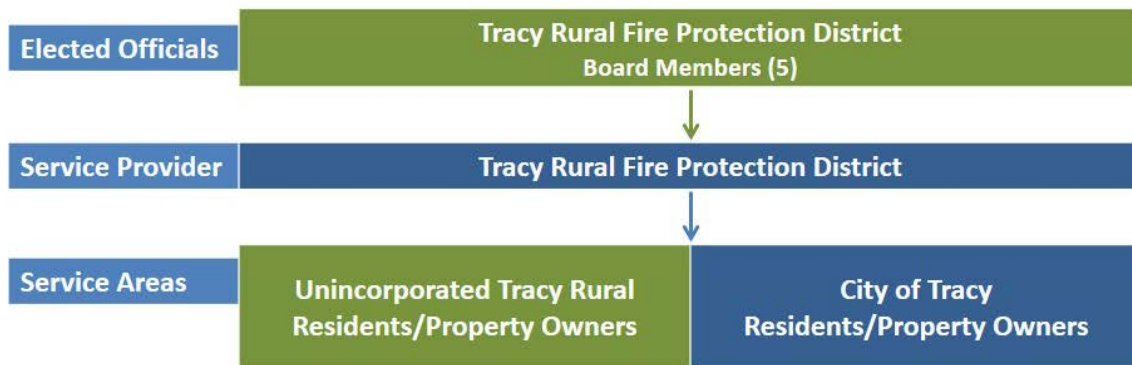 Elected Officials
Tracy Rural Fire Protection District
Board Members (5)
Service Provider
Tracy Rural Fire Protection District
Service Areas
Unincorporated Tracy Rural
Residents/Property Owners
City of Tracy
Residents/Property Owners